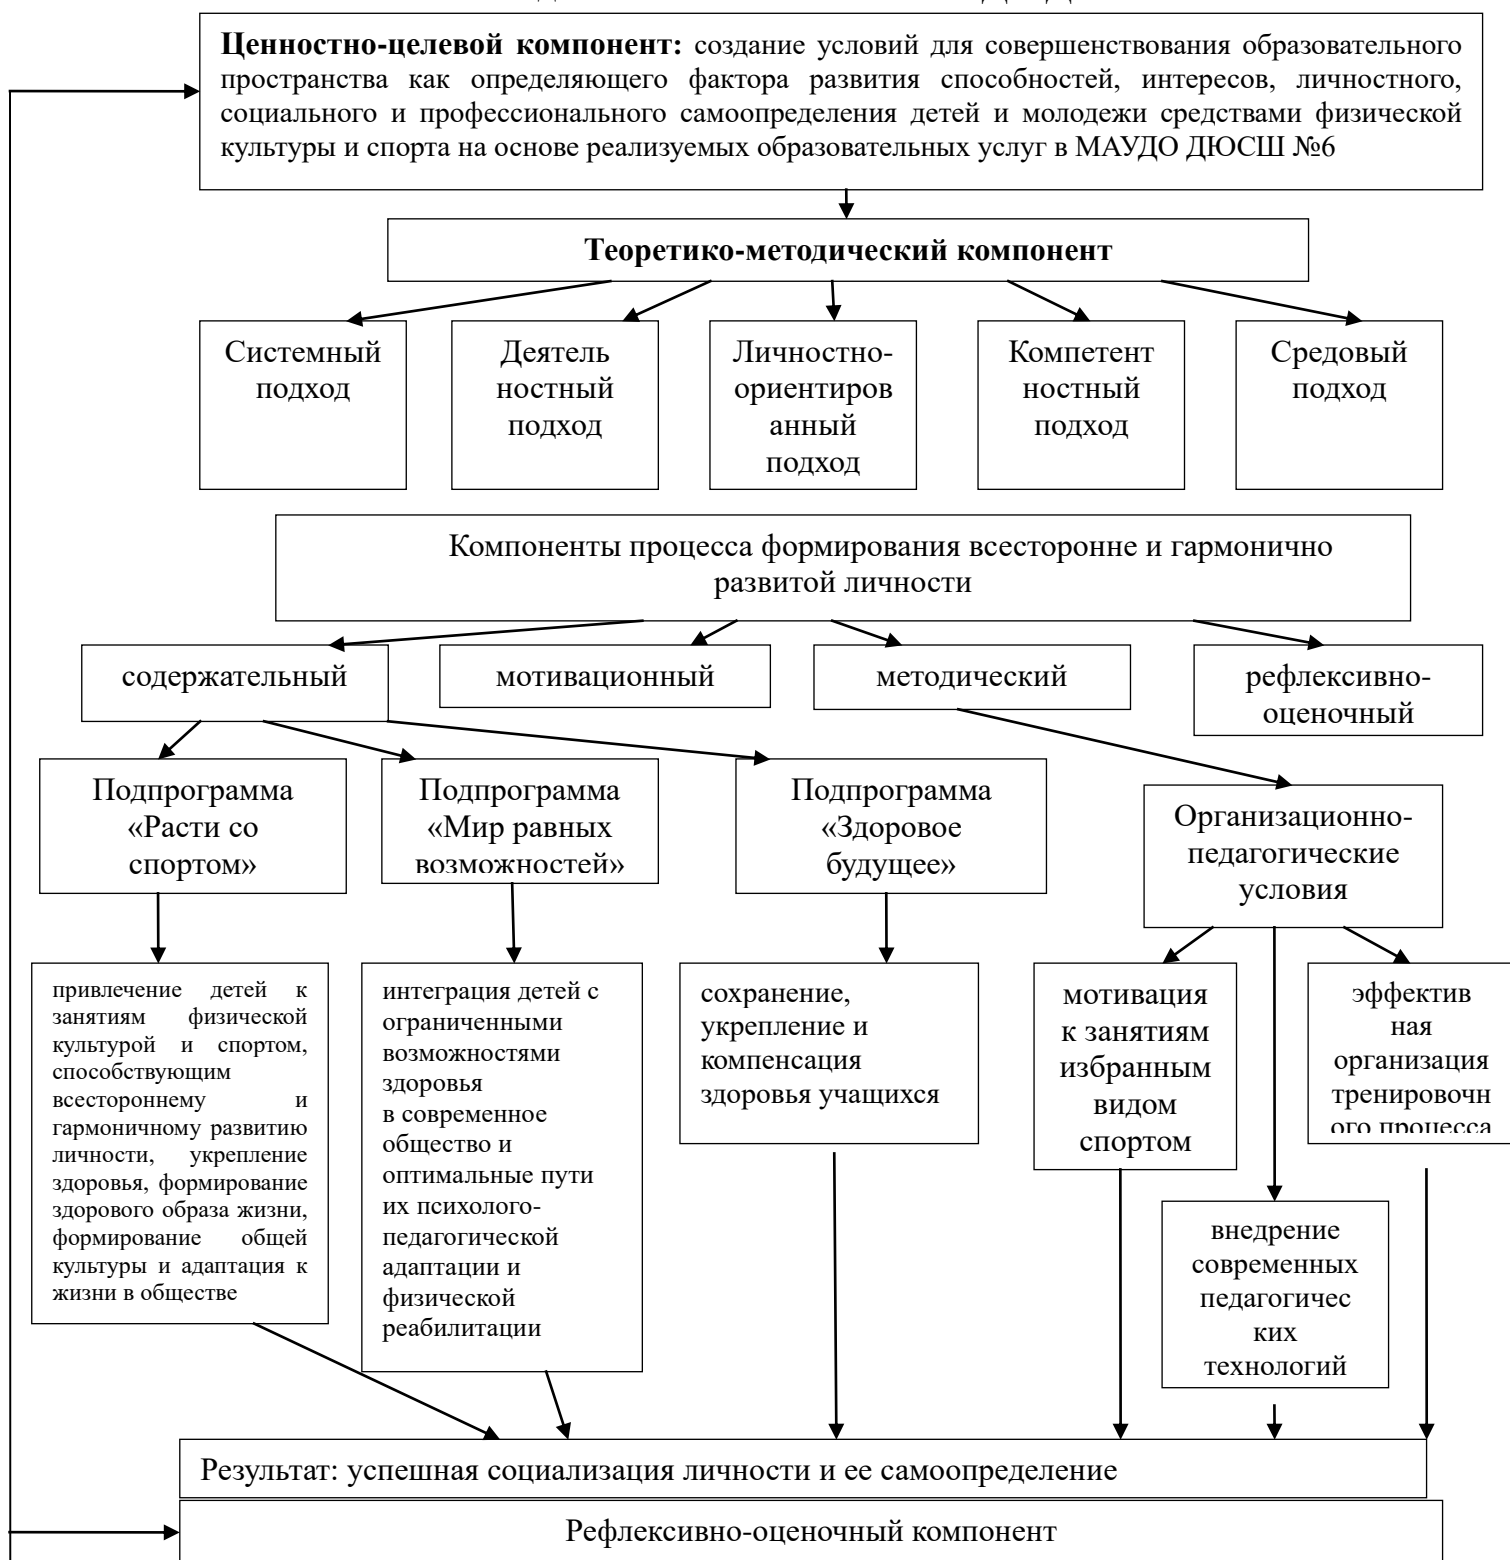 Ценностно-целевой компонент: создание условий для совершенствования образовательного
пространства как определяющего фактора развития способностей, интересов, личностного,
социального и профессионального самоопределения детей и молодежи средствами физической
культуры и спорта на основе реализуемых образовательных услуг в МАУДО ДЮСШ №6
Теоретико-методический компонент
Системный
подход
Деятель
ностный
подход
Личностно-
ориентиров
анный
подход
Компетент
ностный
подход
Средовый
подход
Компоненты процесса формирования всесторонне и гармонично
развитой личности
содержательный
мотивационный
методический
рефлексивно-
оценочный
Подпрограмма
«Расти со
спортом»
Подпрограмма
«Мир равных
возможностей»
Подпрограмма
«Здоровое
будущее»
Организационно-
педагогические
условия
привлечение детей к
занятиям физической
культурой и спортом,
способствующим
всестороннему и
гармоничному развитию
личности, укрепление
здоровья, формирование
здорового образа жизни,
формирование общей
культуры и адаптация к
жизни в обществе
интеграция детей с
ограниченными
возможностями
здоровья
в современное
общество и
оптимальные пути
их психолого-
педагогической
адаптации и
физической
реабилитации
сохранение,
укрепление и
компенсация
здоровья учащихся
мотивация
к занятиям
избранным
видом
спортом
эффектив
ная
организация
тренировочн
ого процесса
внедрение
современных
педагогичес
ких
технологий
Результат: успешная социализация личности и ее самоопределение
Рефлексивно-оценочный компонент